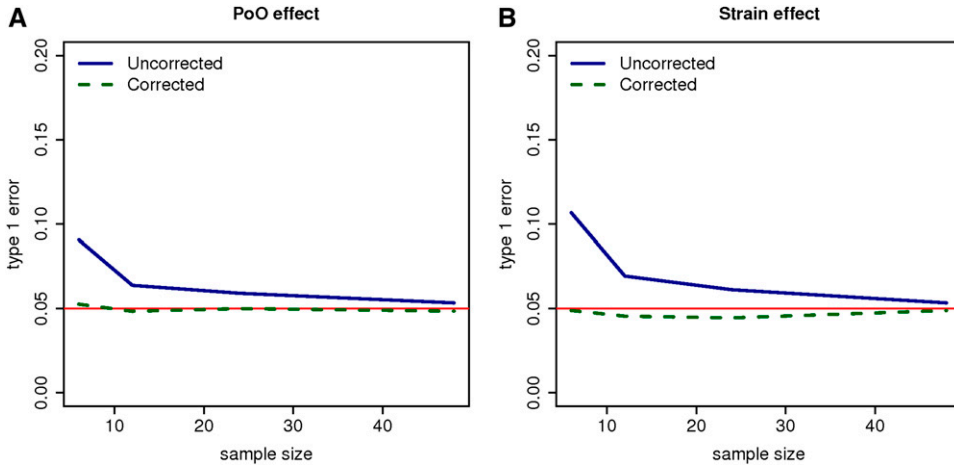 A
PoO effect
Uncorrected
Corrected
0.20
0.15
0.10
0.05
0.00
type 1 error
10
20
30
40
sample size
B
Strain effect
Uncorrected
Corrected
0.20
0.15
0.10
0.05
0.00
type 1 error
10
20
30
40
sample size